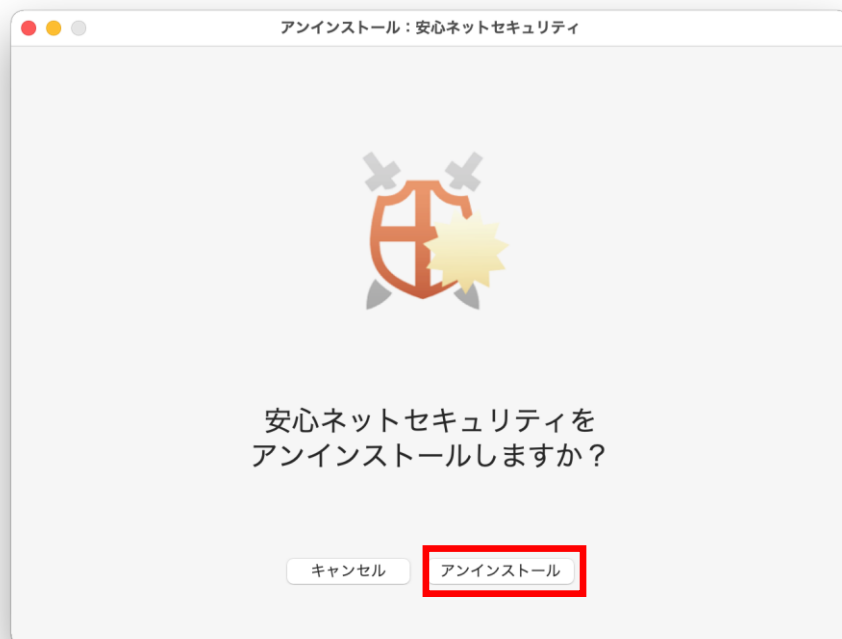 アンインストール：安心ネットセキュリティ
安心ネットセキュリティを
アンインストールしますか？
キャンセル
アンインストール